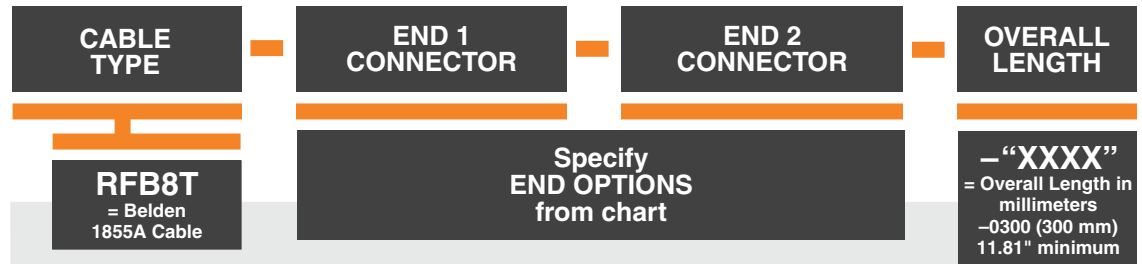 CABLE
TYPE
END 1
CONNECTOR
END 2
CONNECTOR
OVERALL
LENGTH
RFB8T
= Belden
1855A Cable
Specify
END OPTIONS
from chart
–“XXXX”
= Overall Length in
millimeters
–0300 (300 mm)
11.81" minimum